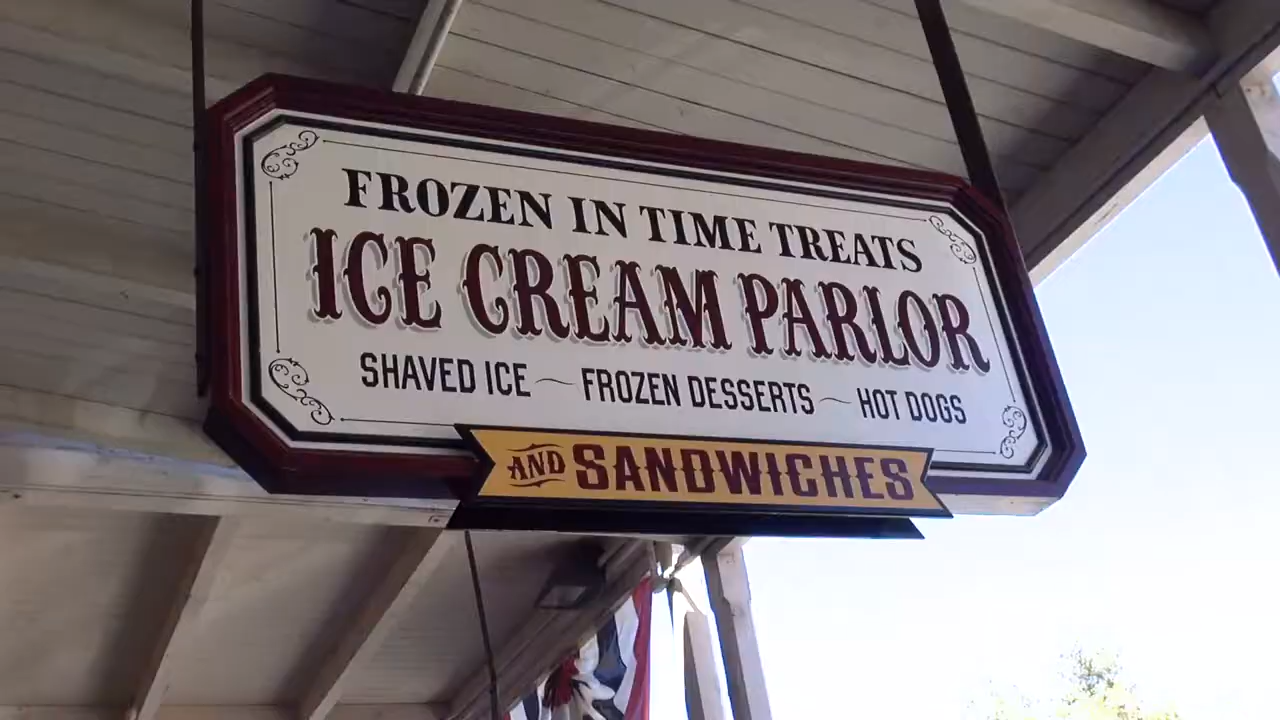 FROZEN IN TIME TREATS
ICE CREAM PARLOR
SHAVED ICE ~ FROZEN DESSERTS ~ HOT DOGS
AND SANDWICHES